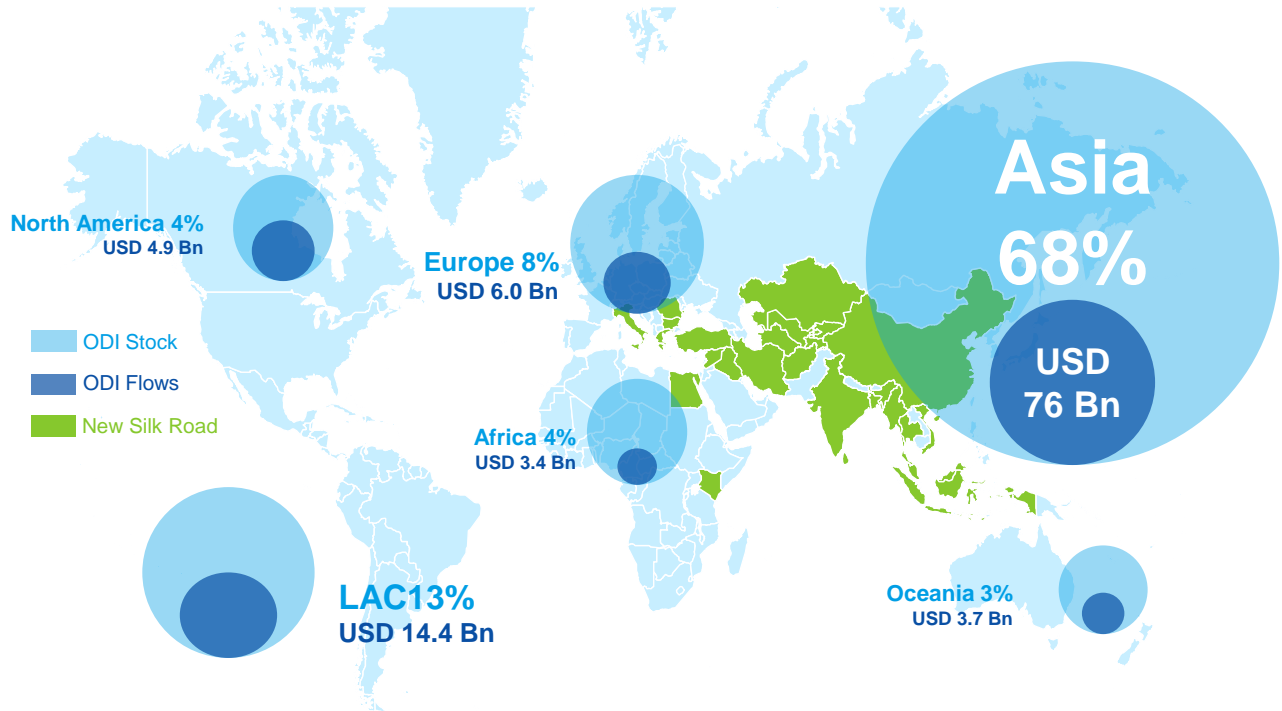 Asia
68%
USD
76 Bn
North America 4%
USD 4.9 Bn
Europe 8%
USD 6.0 Bn
ODI Stock
ODI Flows
New Silk Road
Africa 4%
USD 3.4 Bn
LAC13%
USD 14.4 Bn
Oceania 3%
USD 3.7 Bn